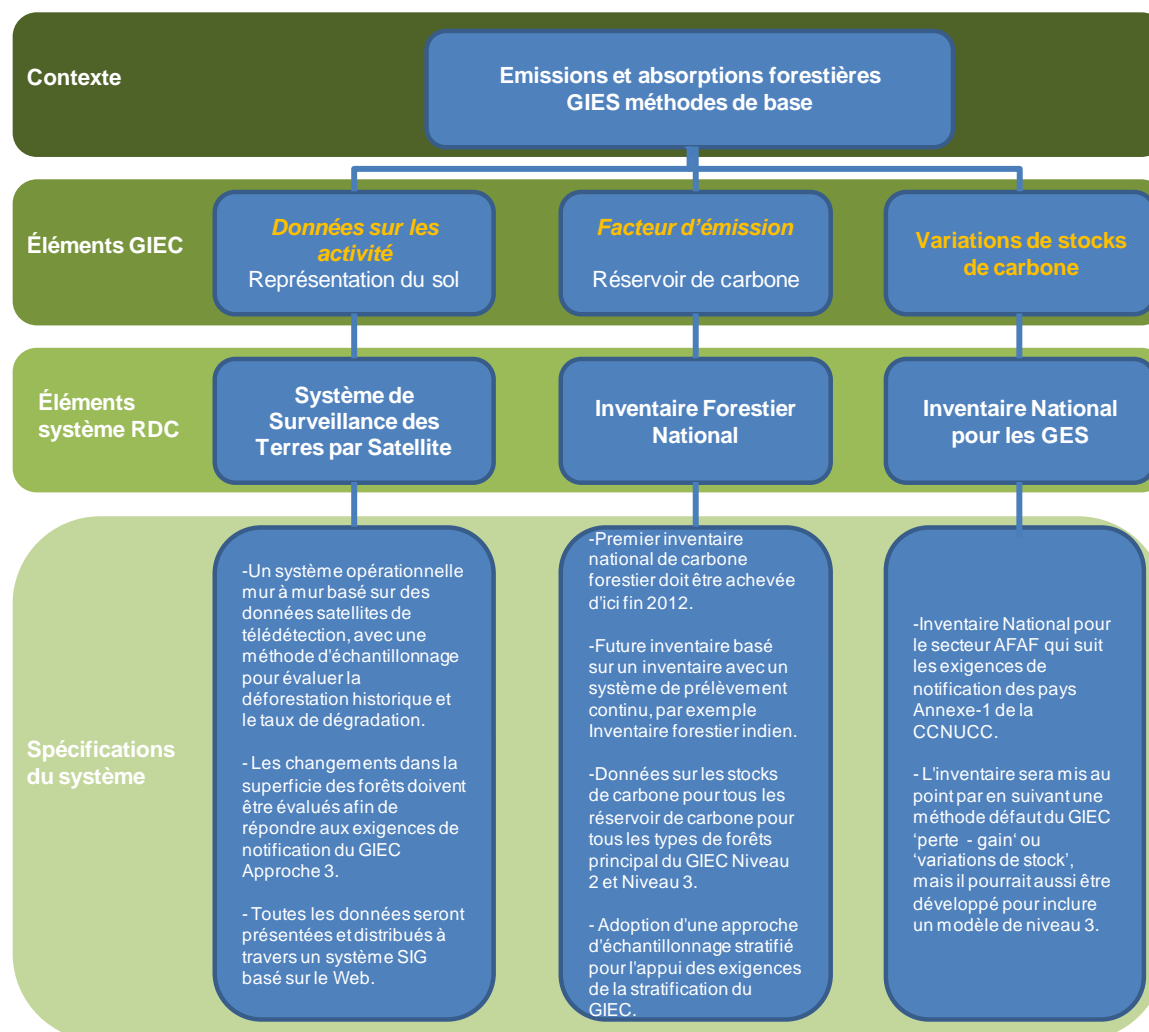 Contexte
Emissions et absorptions forestières
GIES méthodes de base
Éléments GIEC
Données sur les
activité
Représentation du sol
Facteur d'émission
Réservoir de carbone
Variations de stocks
de carbone
Éléments
système RDC
Système de
Surveillance des
Terres par Satellite
Inventaire Forestier
National
Inventaire National
pour les GES
Spécifications
du système
-Un système opérationnelle
mur à mur basé sur des
données satellites de
télédétection, avec une
méthode d'échantillonnage
pour évaluer la
déforestation historique et
le taux de dégradation.
- Les changements dans la
superficie des forêts doivent
être évalués afin de
répondre aux exigences de
notification du GIEC
Approche 3.
- Toutes les données seront
présentées et distribués à
travers un système SIG
basé sur le Web.
-Premier inventaire
national de carbone
forestier doit être achevée
d'ici fin 2012.
-Future inventaire basé
sur un inventaire avec un
système de prélèvement
continu, par exemple
Inventaire forestier indien.
-Données sur les stocks
de carbone pour tous les
réservoir de carbone pour
tous les types de forêts
principal du GIEC Niveau
2 et Niveau 3.
- Adoption d'une approche
d'échantillonnage stratifié
pour l'appui des exigences
de la stratification du
GIEC.
-Inventaire National pour
le secteur AFAF qui suit
les exigences de
notification des pays
Annexe-1 de la
CCNUCC.
- L'inventaire sera mis au
point par en suivant une
méthode défaut du GIEC
'perte - gain' ou
'variations de stock',
mais il pourrait aussi être
développé pour inclure
un modèle de niveau 3.